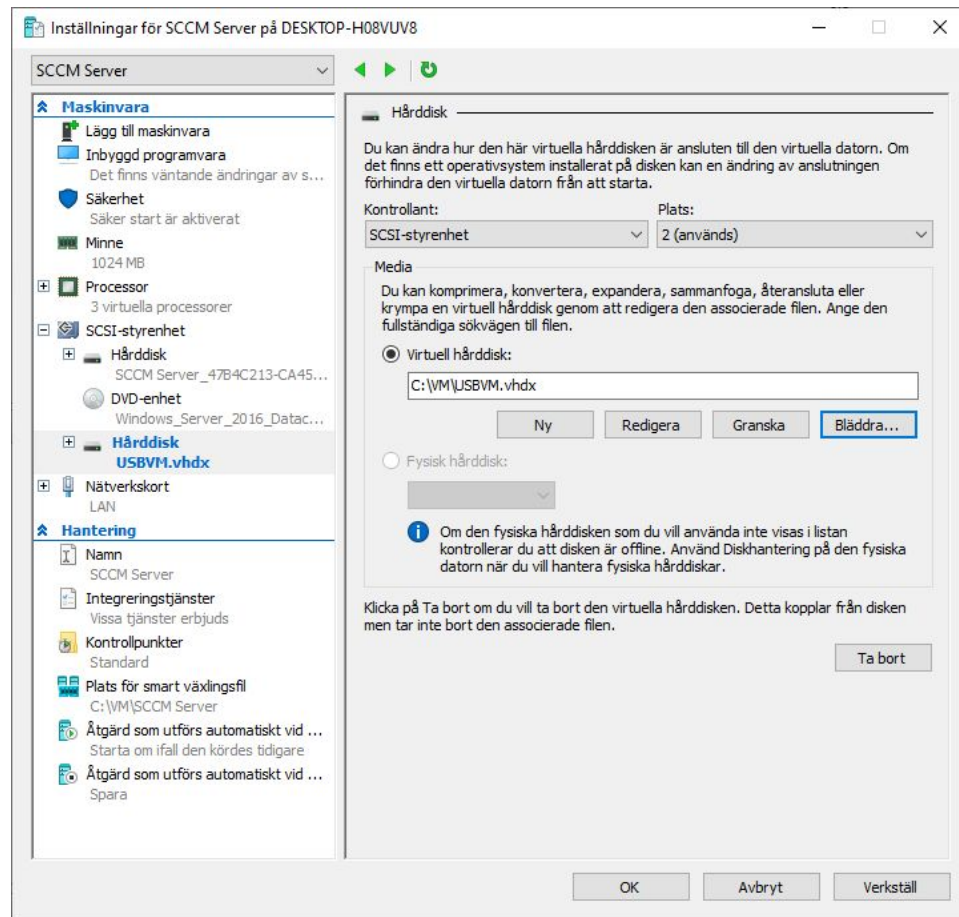 Inställningar för SCCM Server på DESKTOP-H08VUV8
SCCM Server
Maskinvara
Lägg till maskinvara
Inbyggd programvara
Det finns väntande ändringar av s...
Säkerhet
Säker start är aktiverat
Minne
1024 MB
Processor
3 virtuella processorer
SCSI-styrenhet
Hårddisk
SCCM Server_47B4C213-CA45...
DVD-enhet
Windows_Server_2016_Datac...
Hårddisk
USBVM.vhdx
Nätverkskort
LAN
Hantering
Namn
SCCM Server
Integreringstjänster
Vissa tjänster erbjuds
Kontrollpunkter
Standard
Plats för smart växlingsfil
C:\VM\SCCM Server
Åtgärd som utförs automatiskt vid ...
Starta om ifall den kördes tidigare
Åtgärd som utförs automatiskt vid ...
Spara
Hårddisk
Du kan ändra hur den här virtuella hårddisken är ansluten till den virtuella datorn. Om
det finns ett operativsystem installerat på disken kan en ändring av anslutningen
förhindra den virtuella datorn från att starta.
Kontrollant: Plats:
SCSI-styrenhet 2 (används)
Media
Du kan komprimera, konvertera, expandera, sammanfoga, återansluta eller
krympa en virtuell hårddisk genom att redigera den associerade filen. Ange den
fullständiga sökvägen till filen.
Virtuell hårddisk:
C:\VM\USBVM.vhdx
Ny Redigera Granska Bläddra...
Fysisk hårddisk:
Om den fysiska hårddisken som du vill använda inte visas i listan
kontrollerar du att disken är offline. Använd Diskhantering på den fysiska
datorn när du vill hantera fysiska hårddiskar.
Klicka på Ta bort om du vill ta bort den virtuella hårddisken. Detta kopplar från disken
men tar inte bort den associerade filen.
Ta bort
OK Avbryt Verkställ